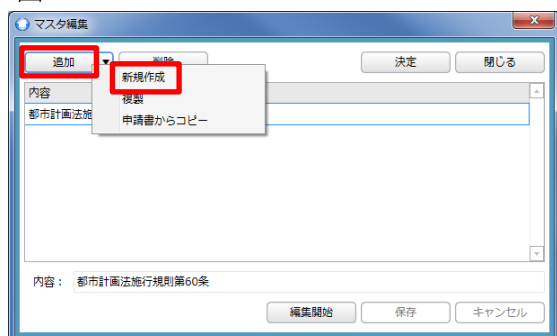 マスタ編集
追加
削除
決定
閉じる
新規作成
内容
複製
都市計画法施
申請書からコピー
内容： 都市計画法施行規則第60条
編集開始
保存
キャンセル